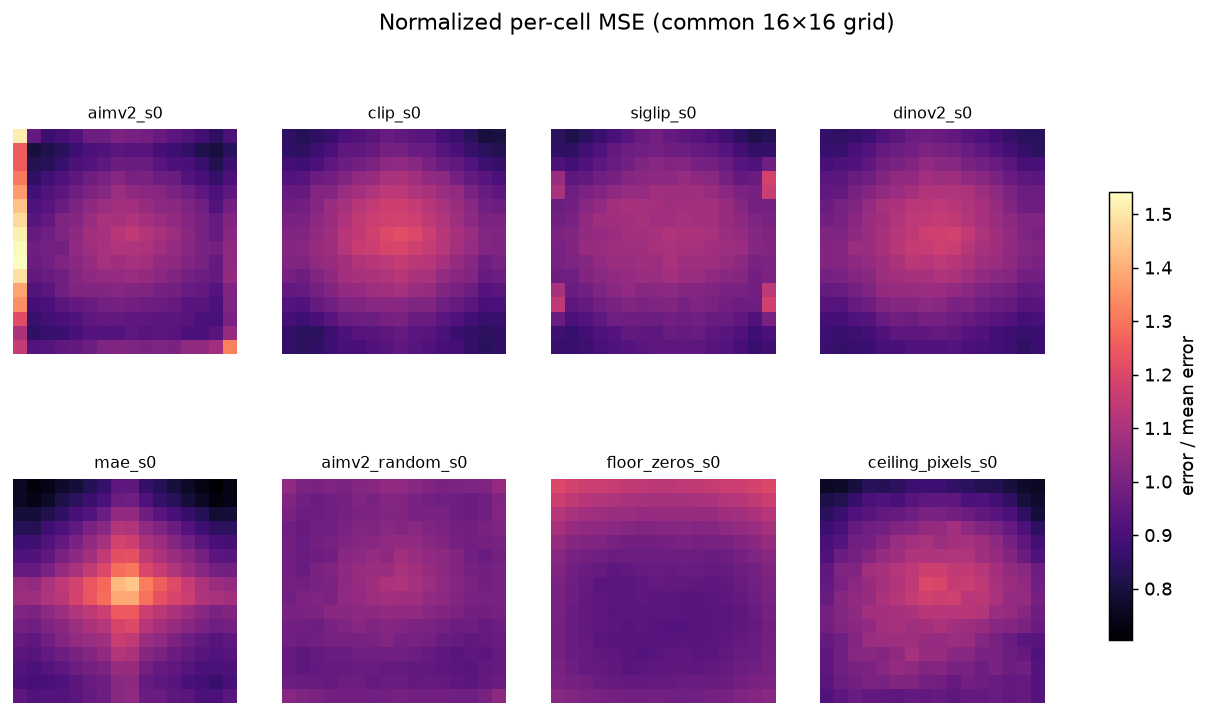 Normalized per-cell MSE (common 16×16 grid)
aimv2_s0
clip_s0
siglip_s0
dinov2_s0
mae_s0
aimv2_random_s0
floor_zeros_s0
ceiling_pixels_s0
1.5
1.4
1.3
1.2
1.1
1.0
0.9
0.8
error / mean error